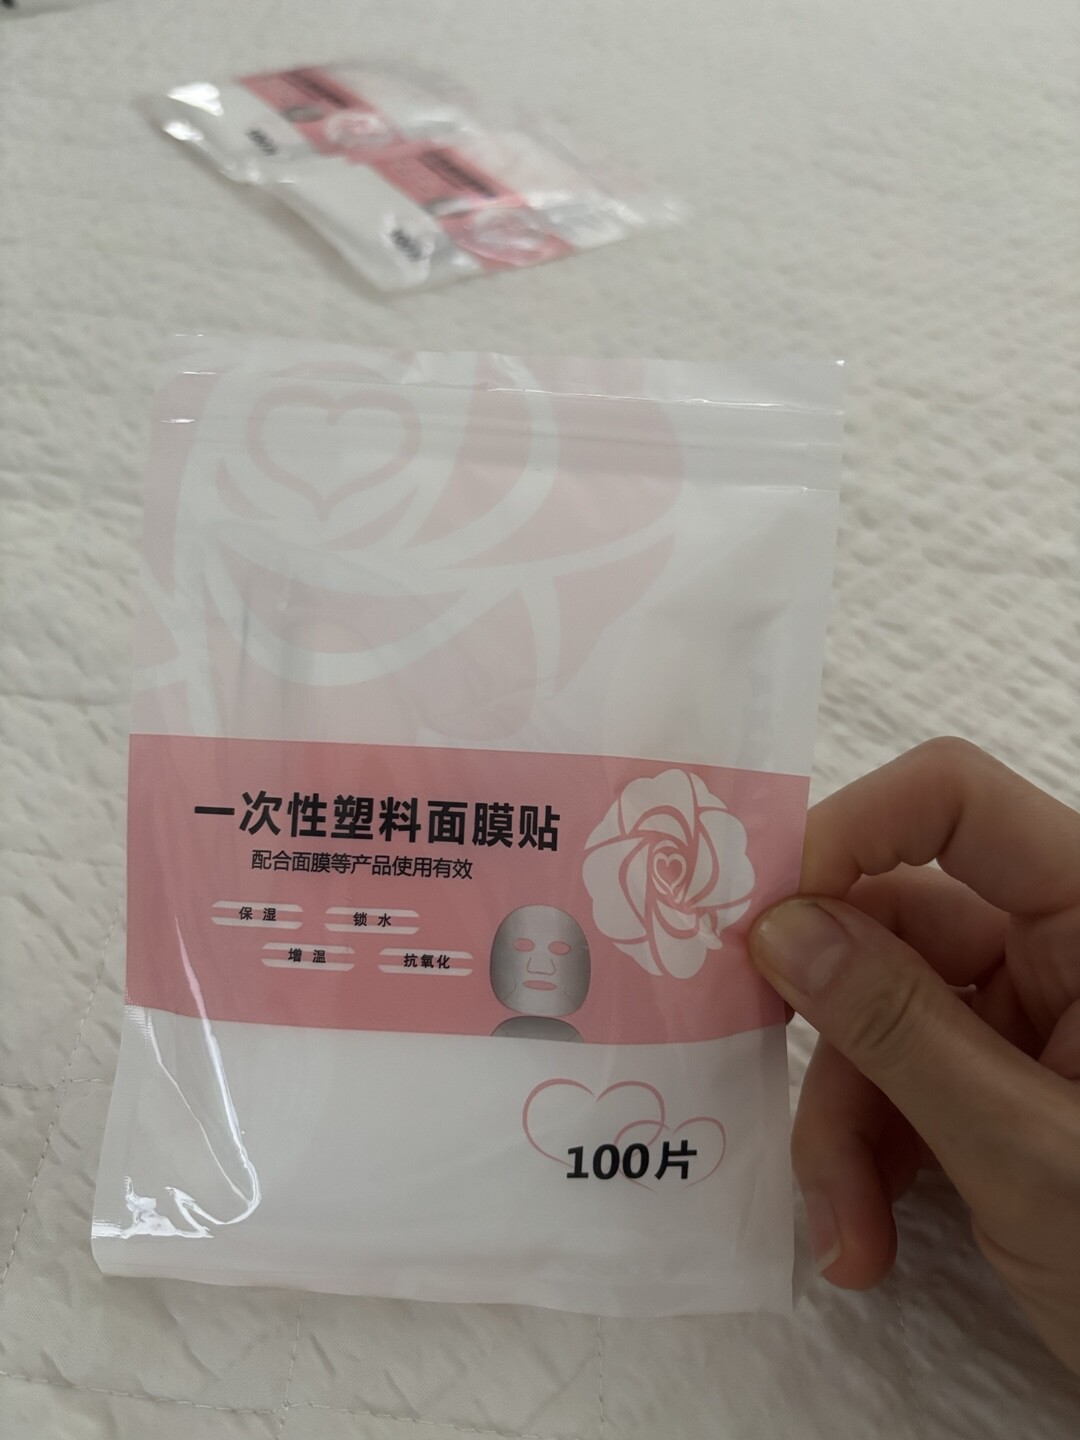 一次性塑料面膜贴
配合面膜等产品使用有效
保湿 锁水
增温 抗氧化
100片